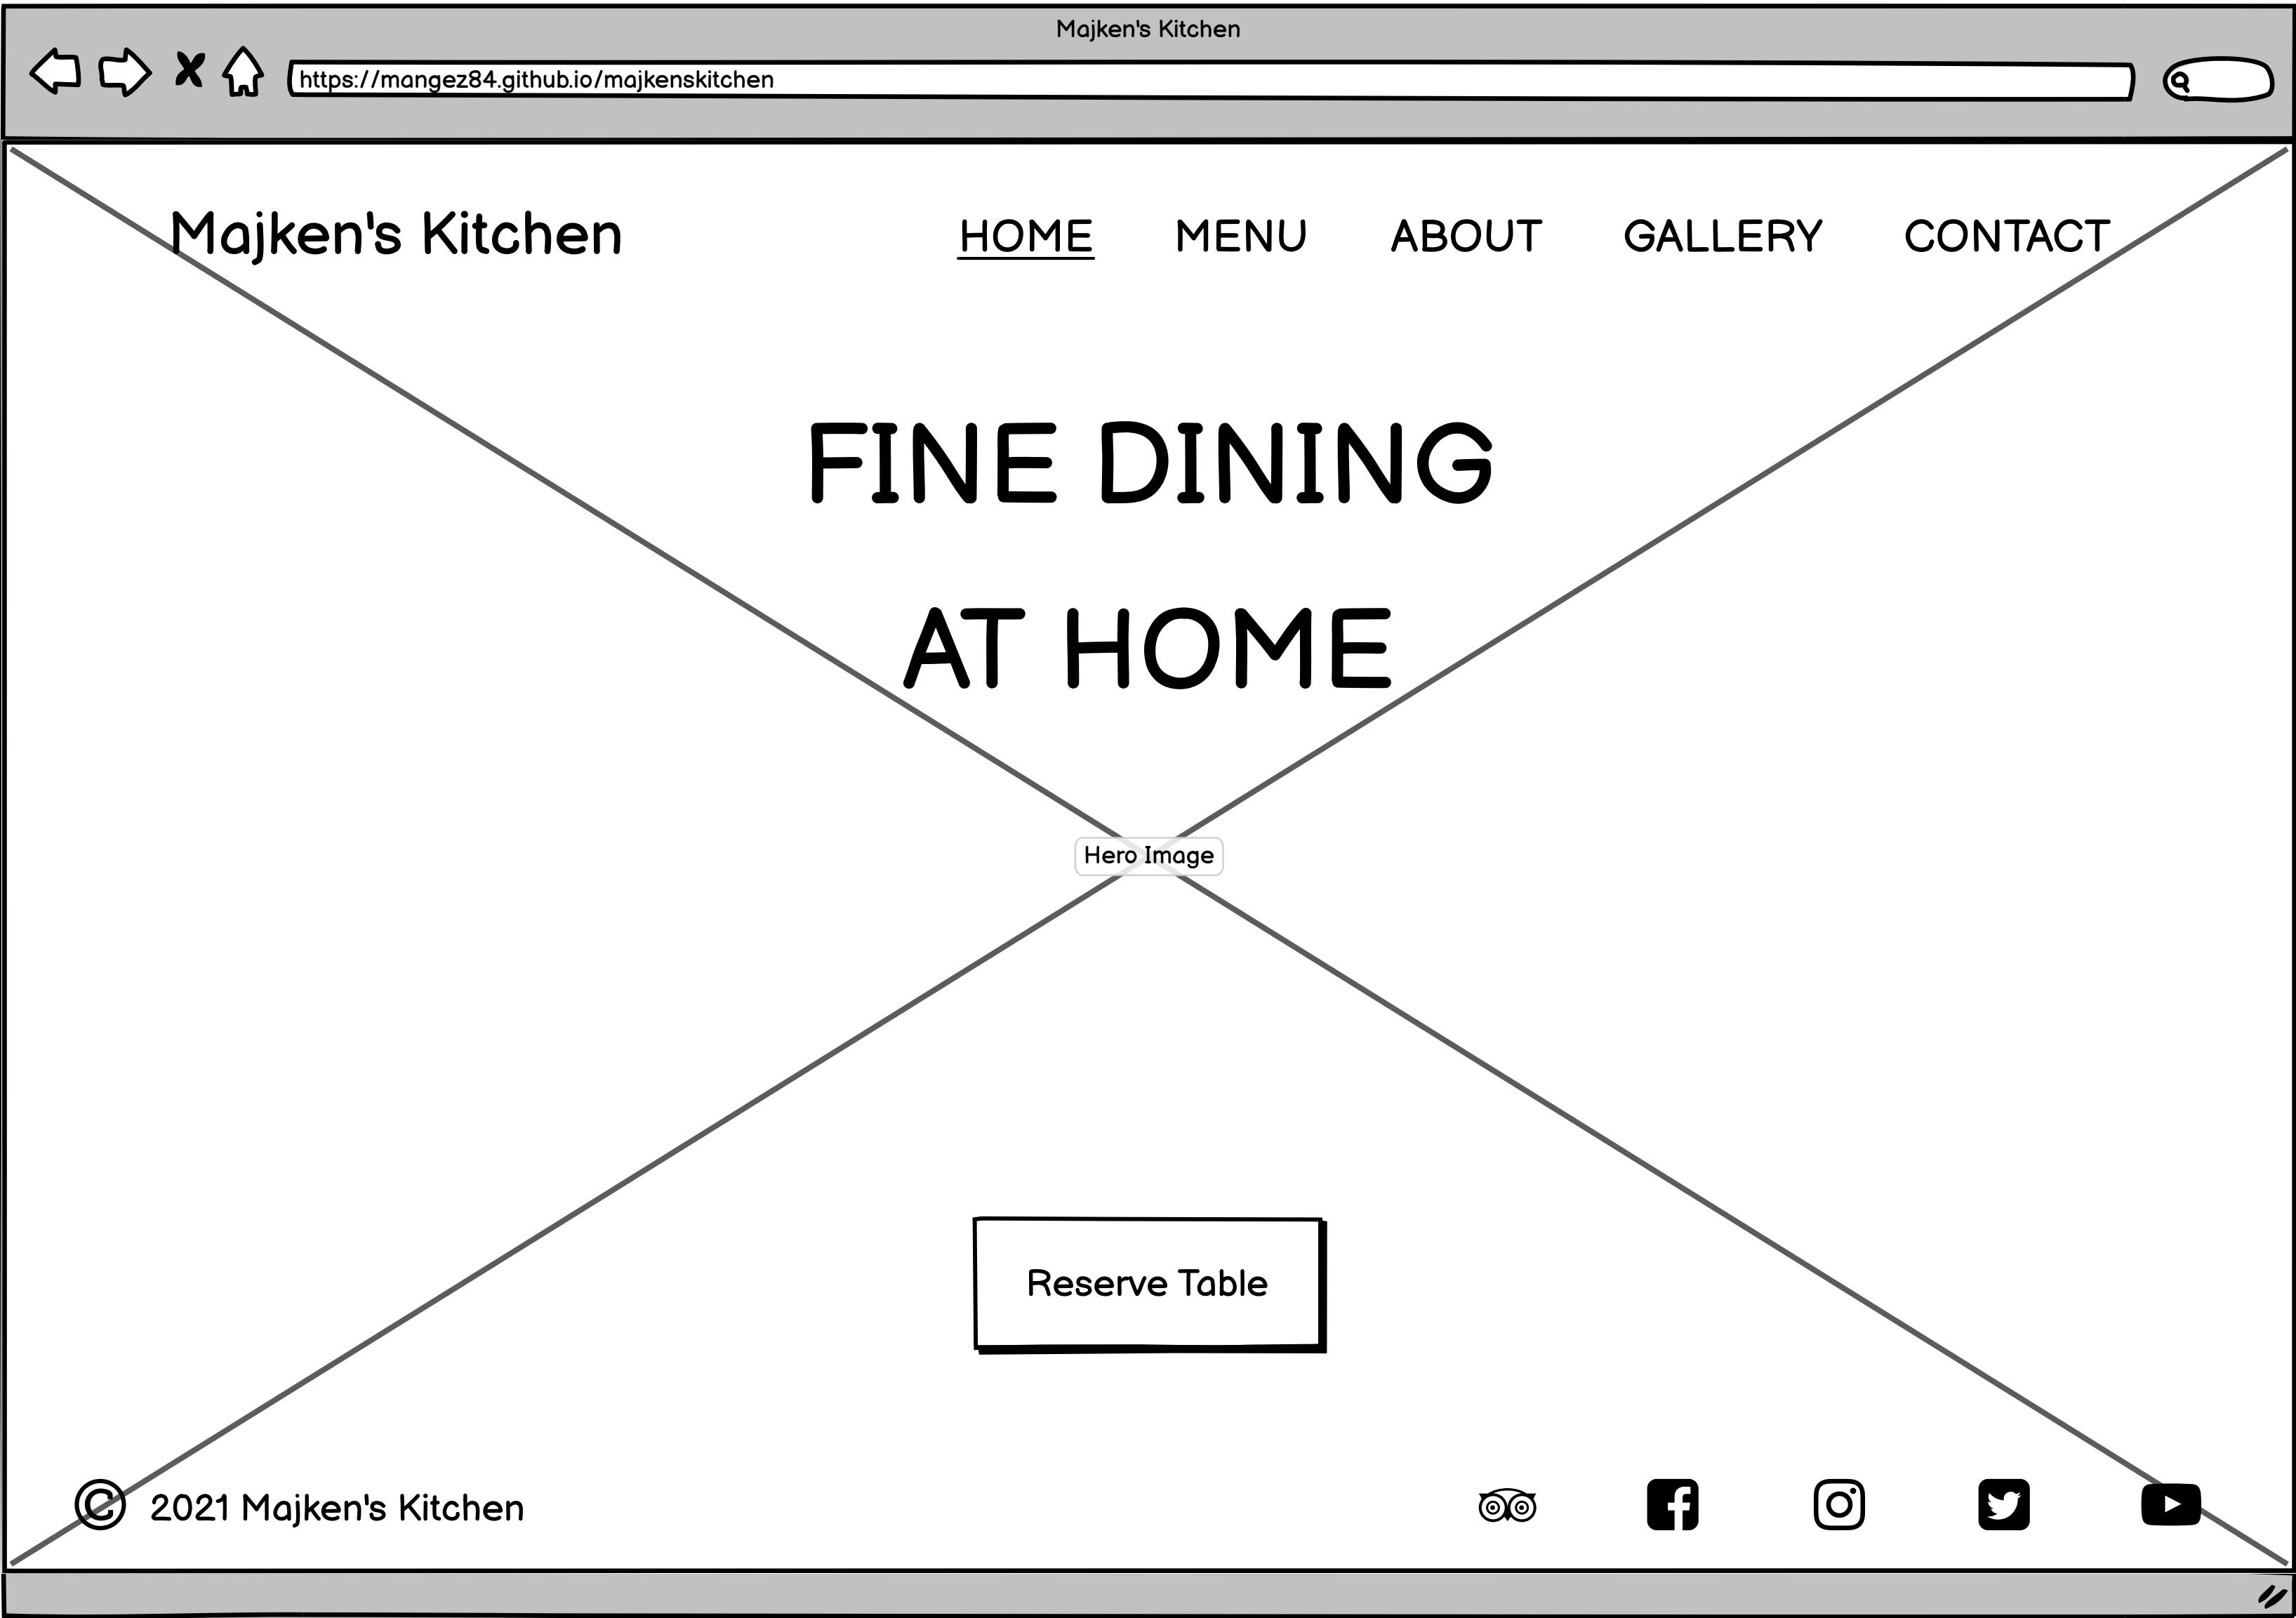 Majken's Kitchen
https://mangez84.github.io/majkenskitchen
Majken's Kitchen HOME MENU ABOUT GALLERY CONTACT
FINE DINING
AT HOME
Hero Image
Reserve Table
© 2021 Majken's Kitchen